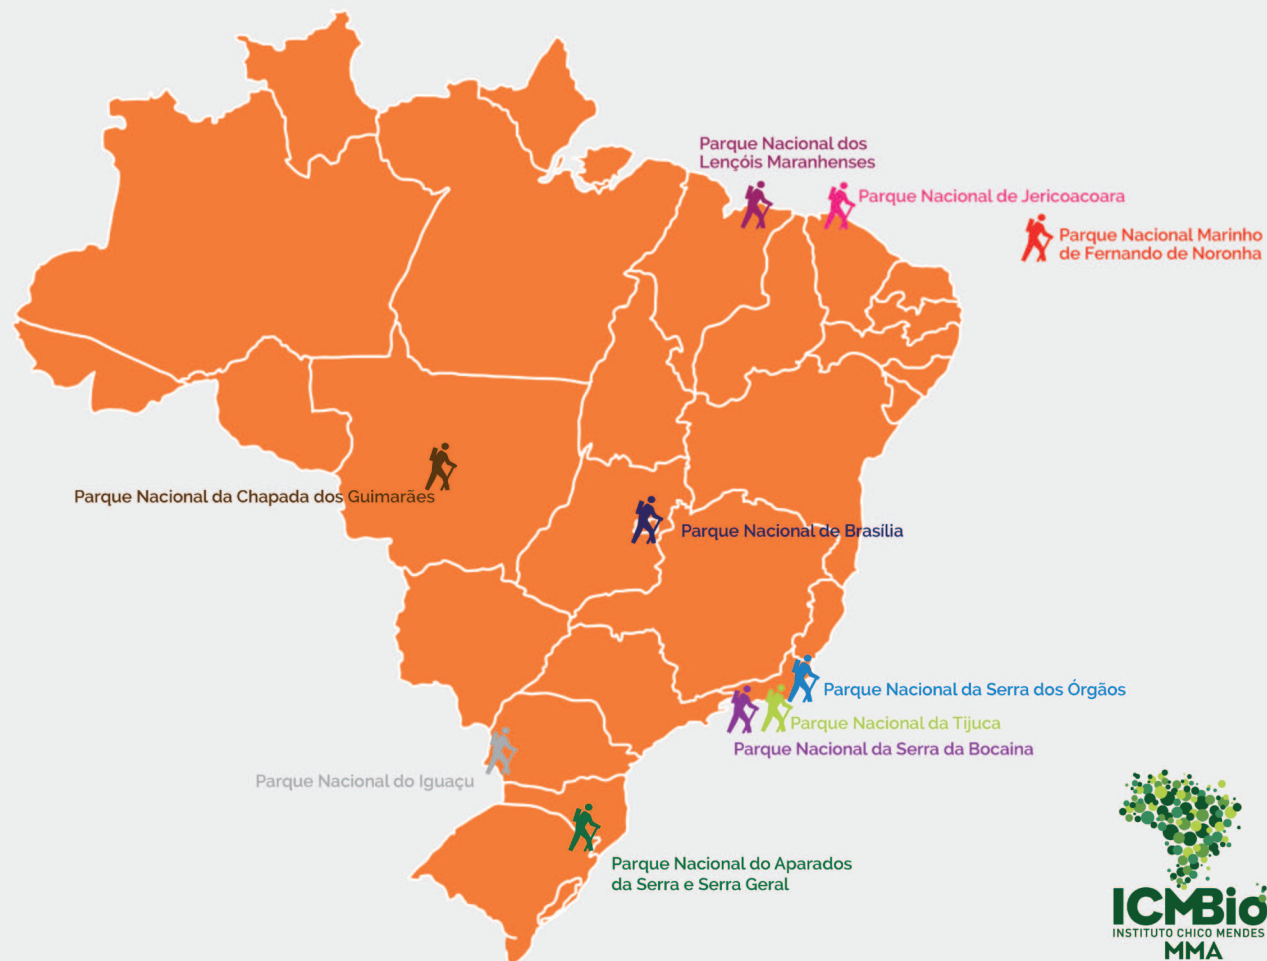 Parque Nacional dos
Lençóis Maranhenses
Parque Nacional de Jericoacoara
Parque Nacional Marinho
de Fernando de Noronha
Parque Nacional da Chapada dos Guimarães
Parque Nacional de Brasília
Parque Nacional da Serra dos Órgãos
Parque Nacional da Tijuca
Parque Nacional da Serra da Bocaina
Parque Nacional do Iguaçu
Parque Nacional do Aparados
da Serra e Serra Geral
ICMBio
INSTITUTO CHICO MENDES
MMA